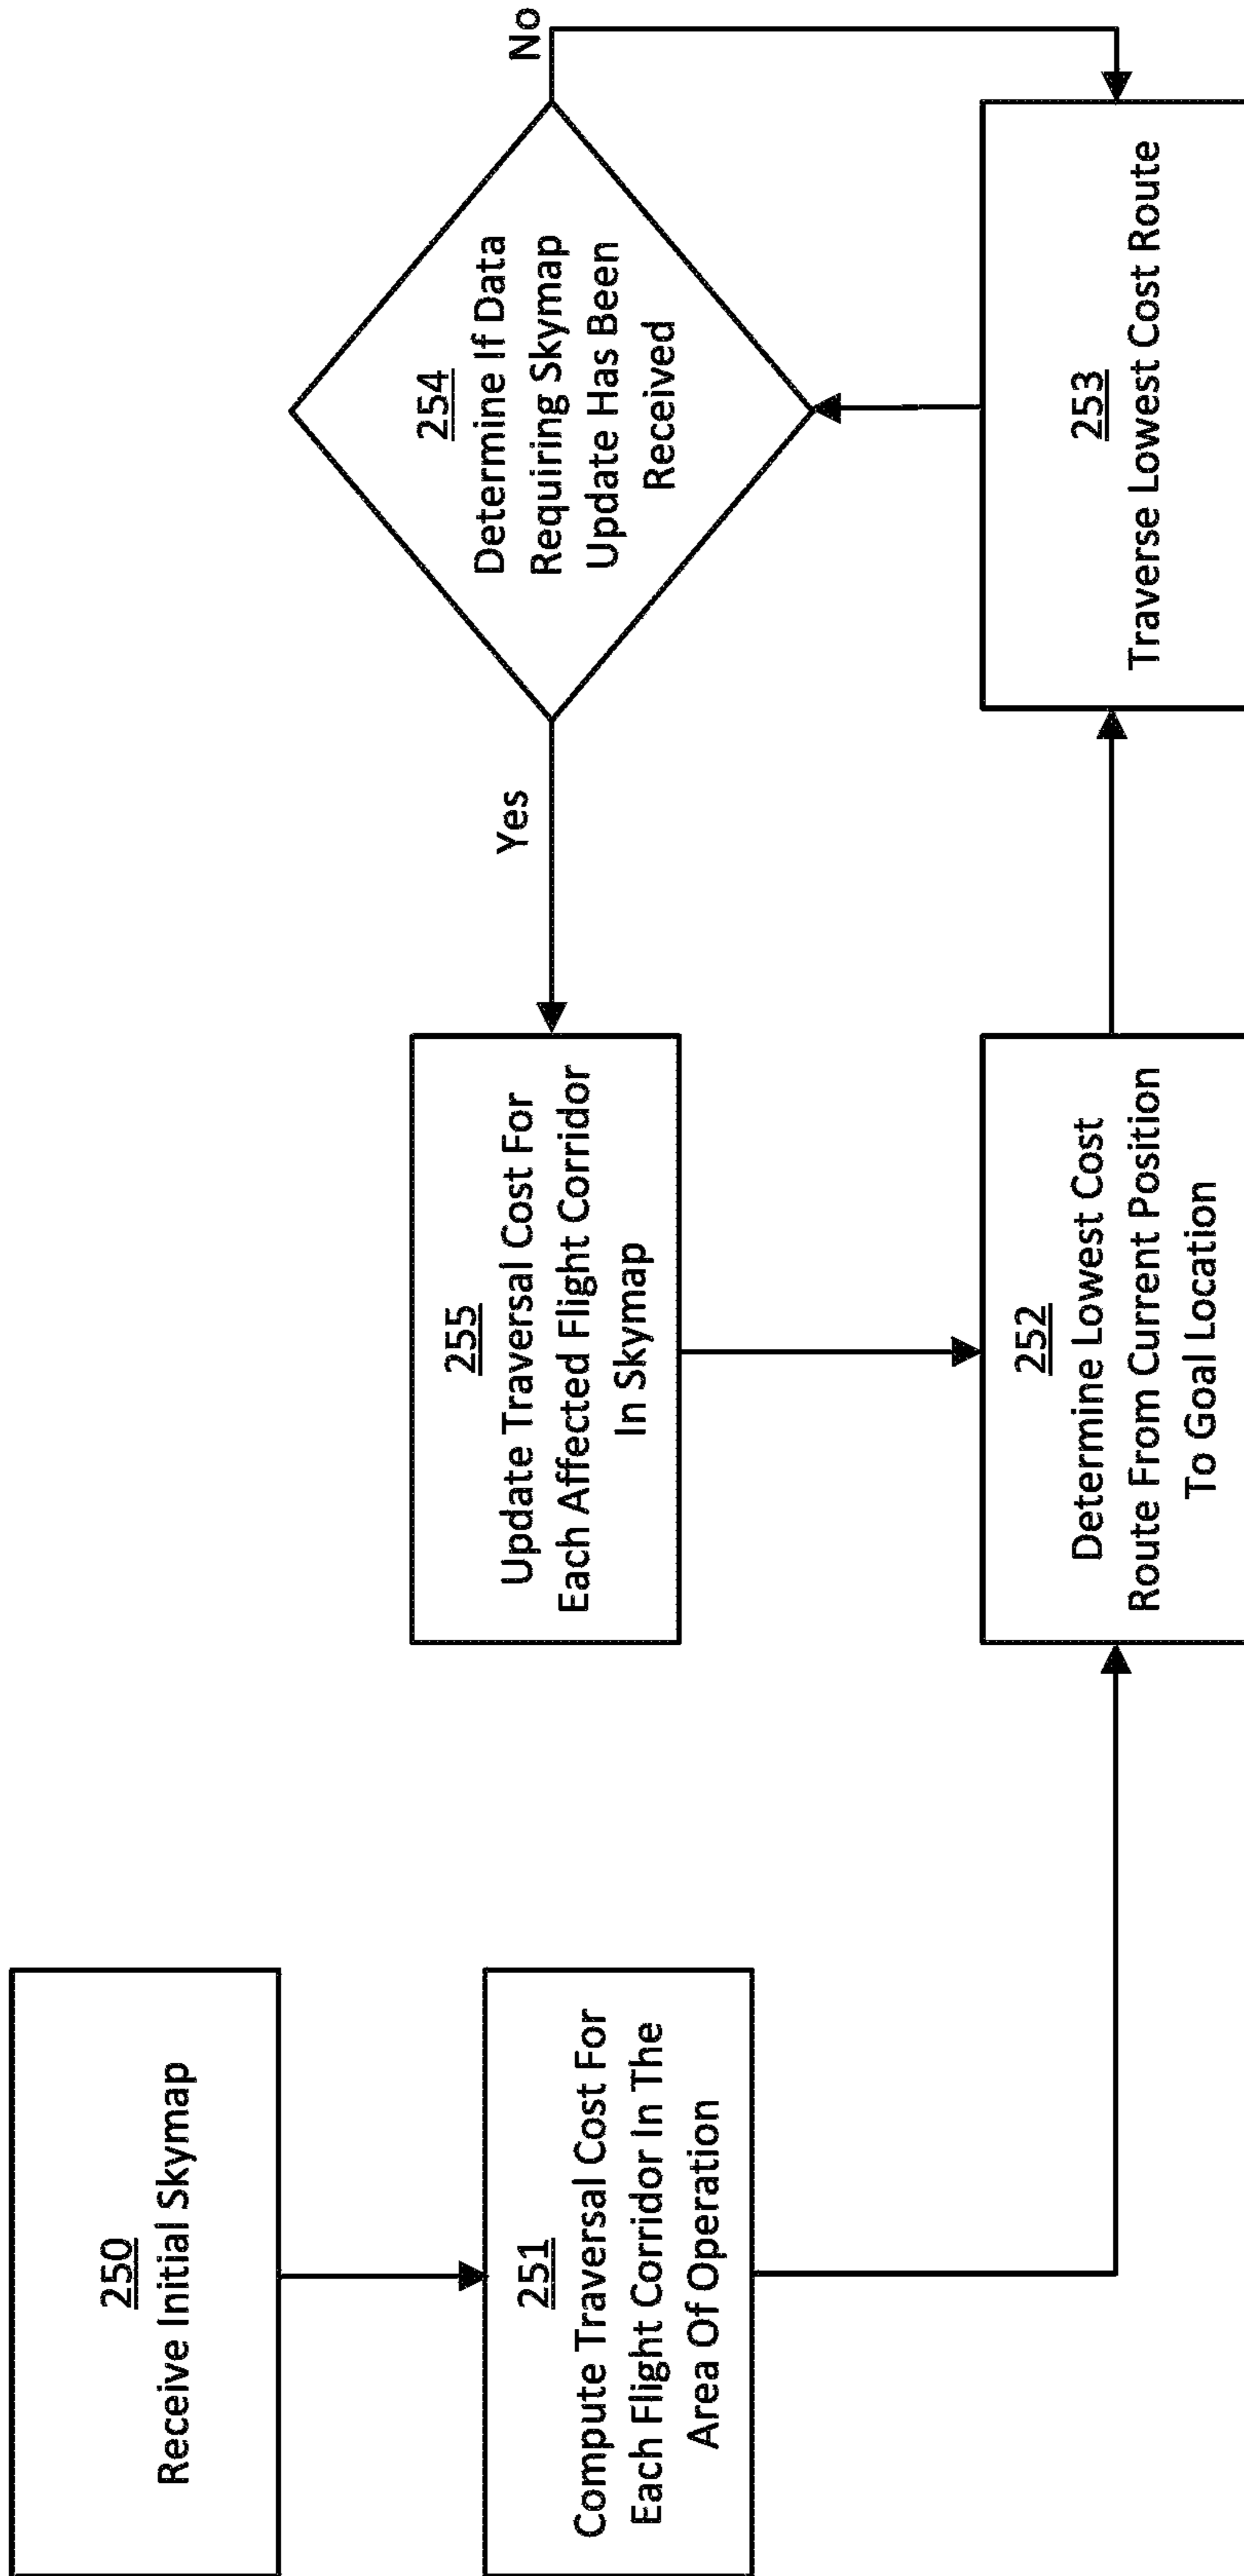 250
Receive Initial Skymap
251
Compute Traversal Cost For
Each Flight Corridor In The
Area Of Operation
252
Determine Lowest Cost
Route From Current Position
To Goal Location
253
Traverse Lowest Cost Route
254
Determine If Data
Requiring Skymap
Update Has Been
Received
No
Yes
255
Update Traversal Cost For
Each Affected Flight Corridor
In Skymap